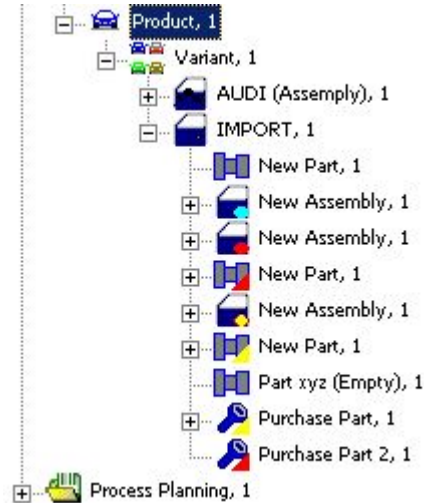 Product, 1
Variant, 1
AUDI (Assemply), 1
IMPORT, 1
New Part, 1
New Assembly, 1
New Assembly, 1
New Part, 1
New Assembly, 1
New Part, 1
Part xyz (Empty), 1
Purchase Part, 1
Purchase Part 2, 1
Process Planning, 1